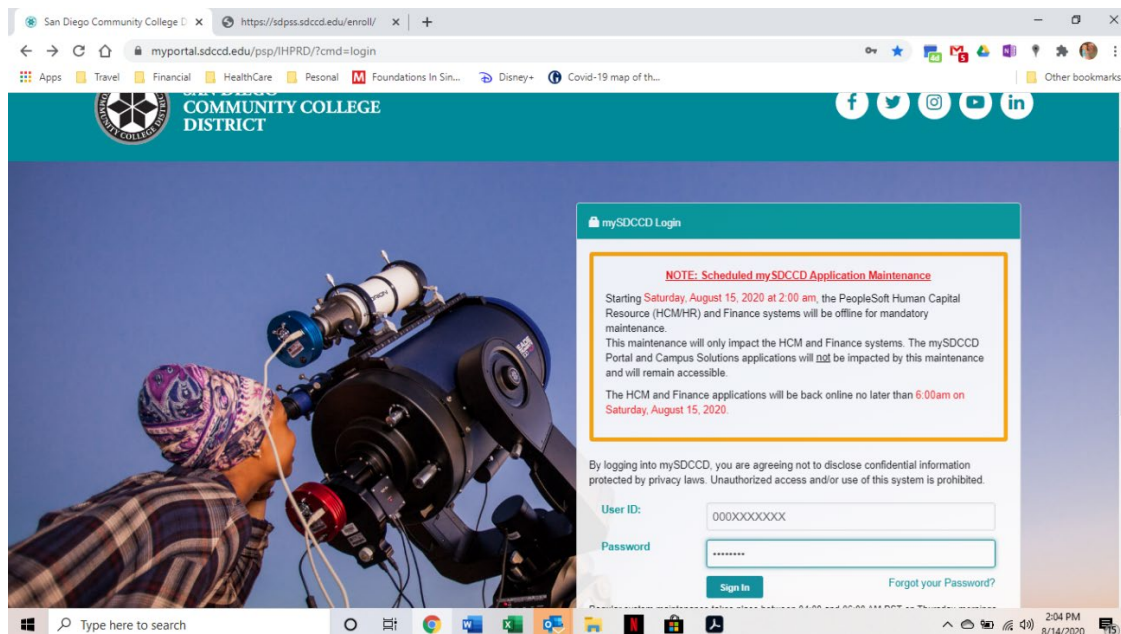 San Diego Community College D
https://sdpss.sdccd.edu/enroll/
myportal.sdccd.edu/psp/IHPRD/?cmd=login
Apps Travel Financial HealthCare Pesonal Foundations In Sin... Disney+ Covid-19 map of th... Other bookmarks
COMMUNITY COLLEGE
DISTRICT
mySDCCD Login
NOTE: Scheduled mySDCCD Application Maintenance
Starting Saturday, August 15, 2020 at 2:00 am, the PeopleSoft Human Capital
Resource (HCM/HR) and Finance systems will be offline for mandatory
maintenance.
This maintenance will only impact the HCM and Finance systems. The mySDCCD
Portal and Campus Solutions applications will not be impacted by this maintenance
and will remain accessible.
The HCM and Finance applications will be back online no later than 6:00am on
Saturday, August 15, 2020.
By logging into mySDCCD, you are agreeing not to disclose confidential information
protected by privacy laws. Unauthorized access and/or use of this system is prohibited.
User ID: 000XXXXXXX
Password ••••••••
Sign In Forgot your Password?
Type here to search
2:04 PM
8/14/2020